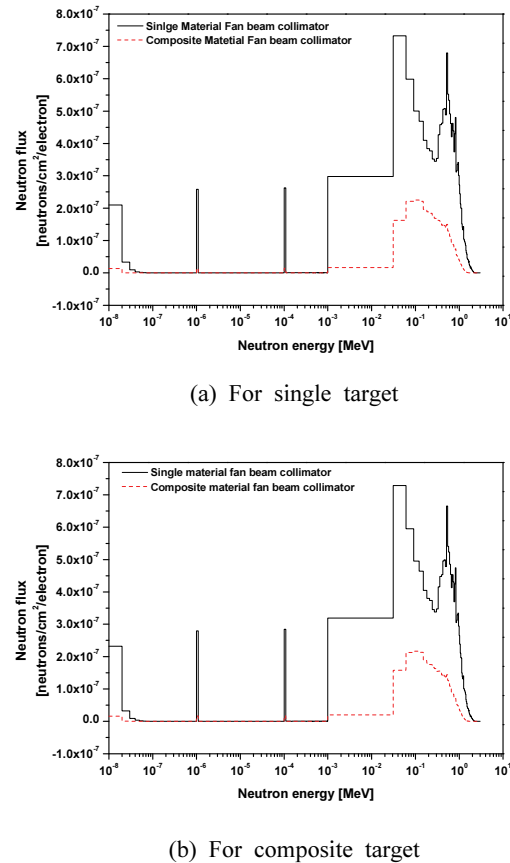 8.0x10⁻⁷
7.0x10⁻⁷
6.0x10⁻⁷
5.0x10⁻⁷
4.0x10⁻⁷
3.0x10⁻⁷
2.0x10⁻⁷
1.0x10⁻⁷
0.0
-1.0x10⁻⁷
Neutron flux
[neutrons/cm²/electron]
Sinlge Material Fan beam collimator
Composite Matetial Fan beam collimator
10⁻⁸ 10⁻⁷ 10⁻⁶ 10⁻⁵ 10⁻⁴ 10⁻³ 10⁻² 10⁻¹ 10⁰ 10¹
Neutron energy [MeV]
(a) For single target
8.0x10⁻⁷
7.0x10⁻⁷
6.0x10⁻⁷
5.0x10⁻⁷
4.0x10⁻⁷
3.0x10⁻⁷
2.0x10⁻⁷
1.0x10⁻⁷
0.0
-1.0x10⁻⁷
Neutron flux
[neutrons/cm²/electron]
Single material fan beam collimator
Composite material fan beam collimator
10⁻⁸ 10⁻⁷ 10⁻⁶ 10⁻⁵ 10⁻⁴ 10⁻³ 10⁻² 10⁻¹ 10⁰ 10¹
Neutron energy [MeV]
(b) For composite target